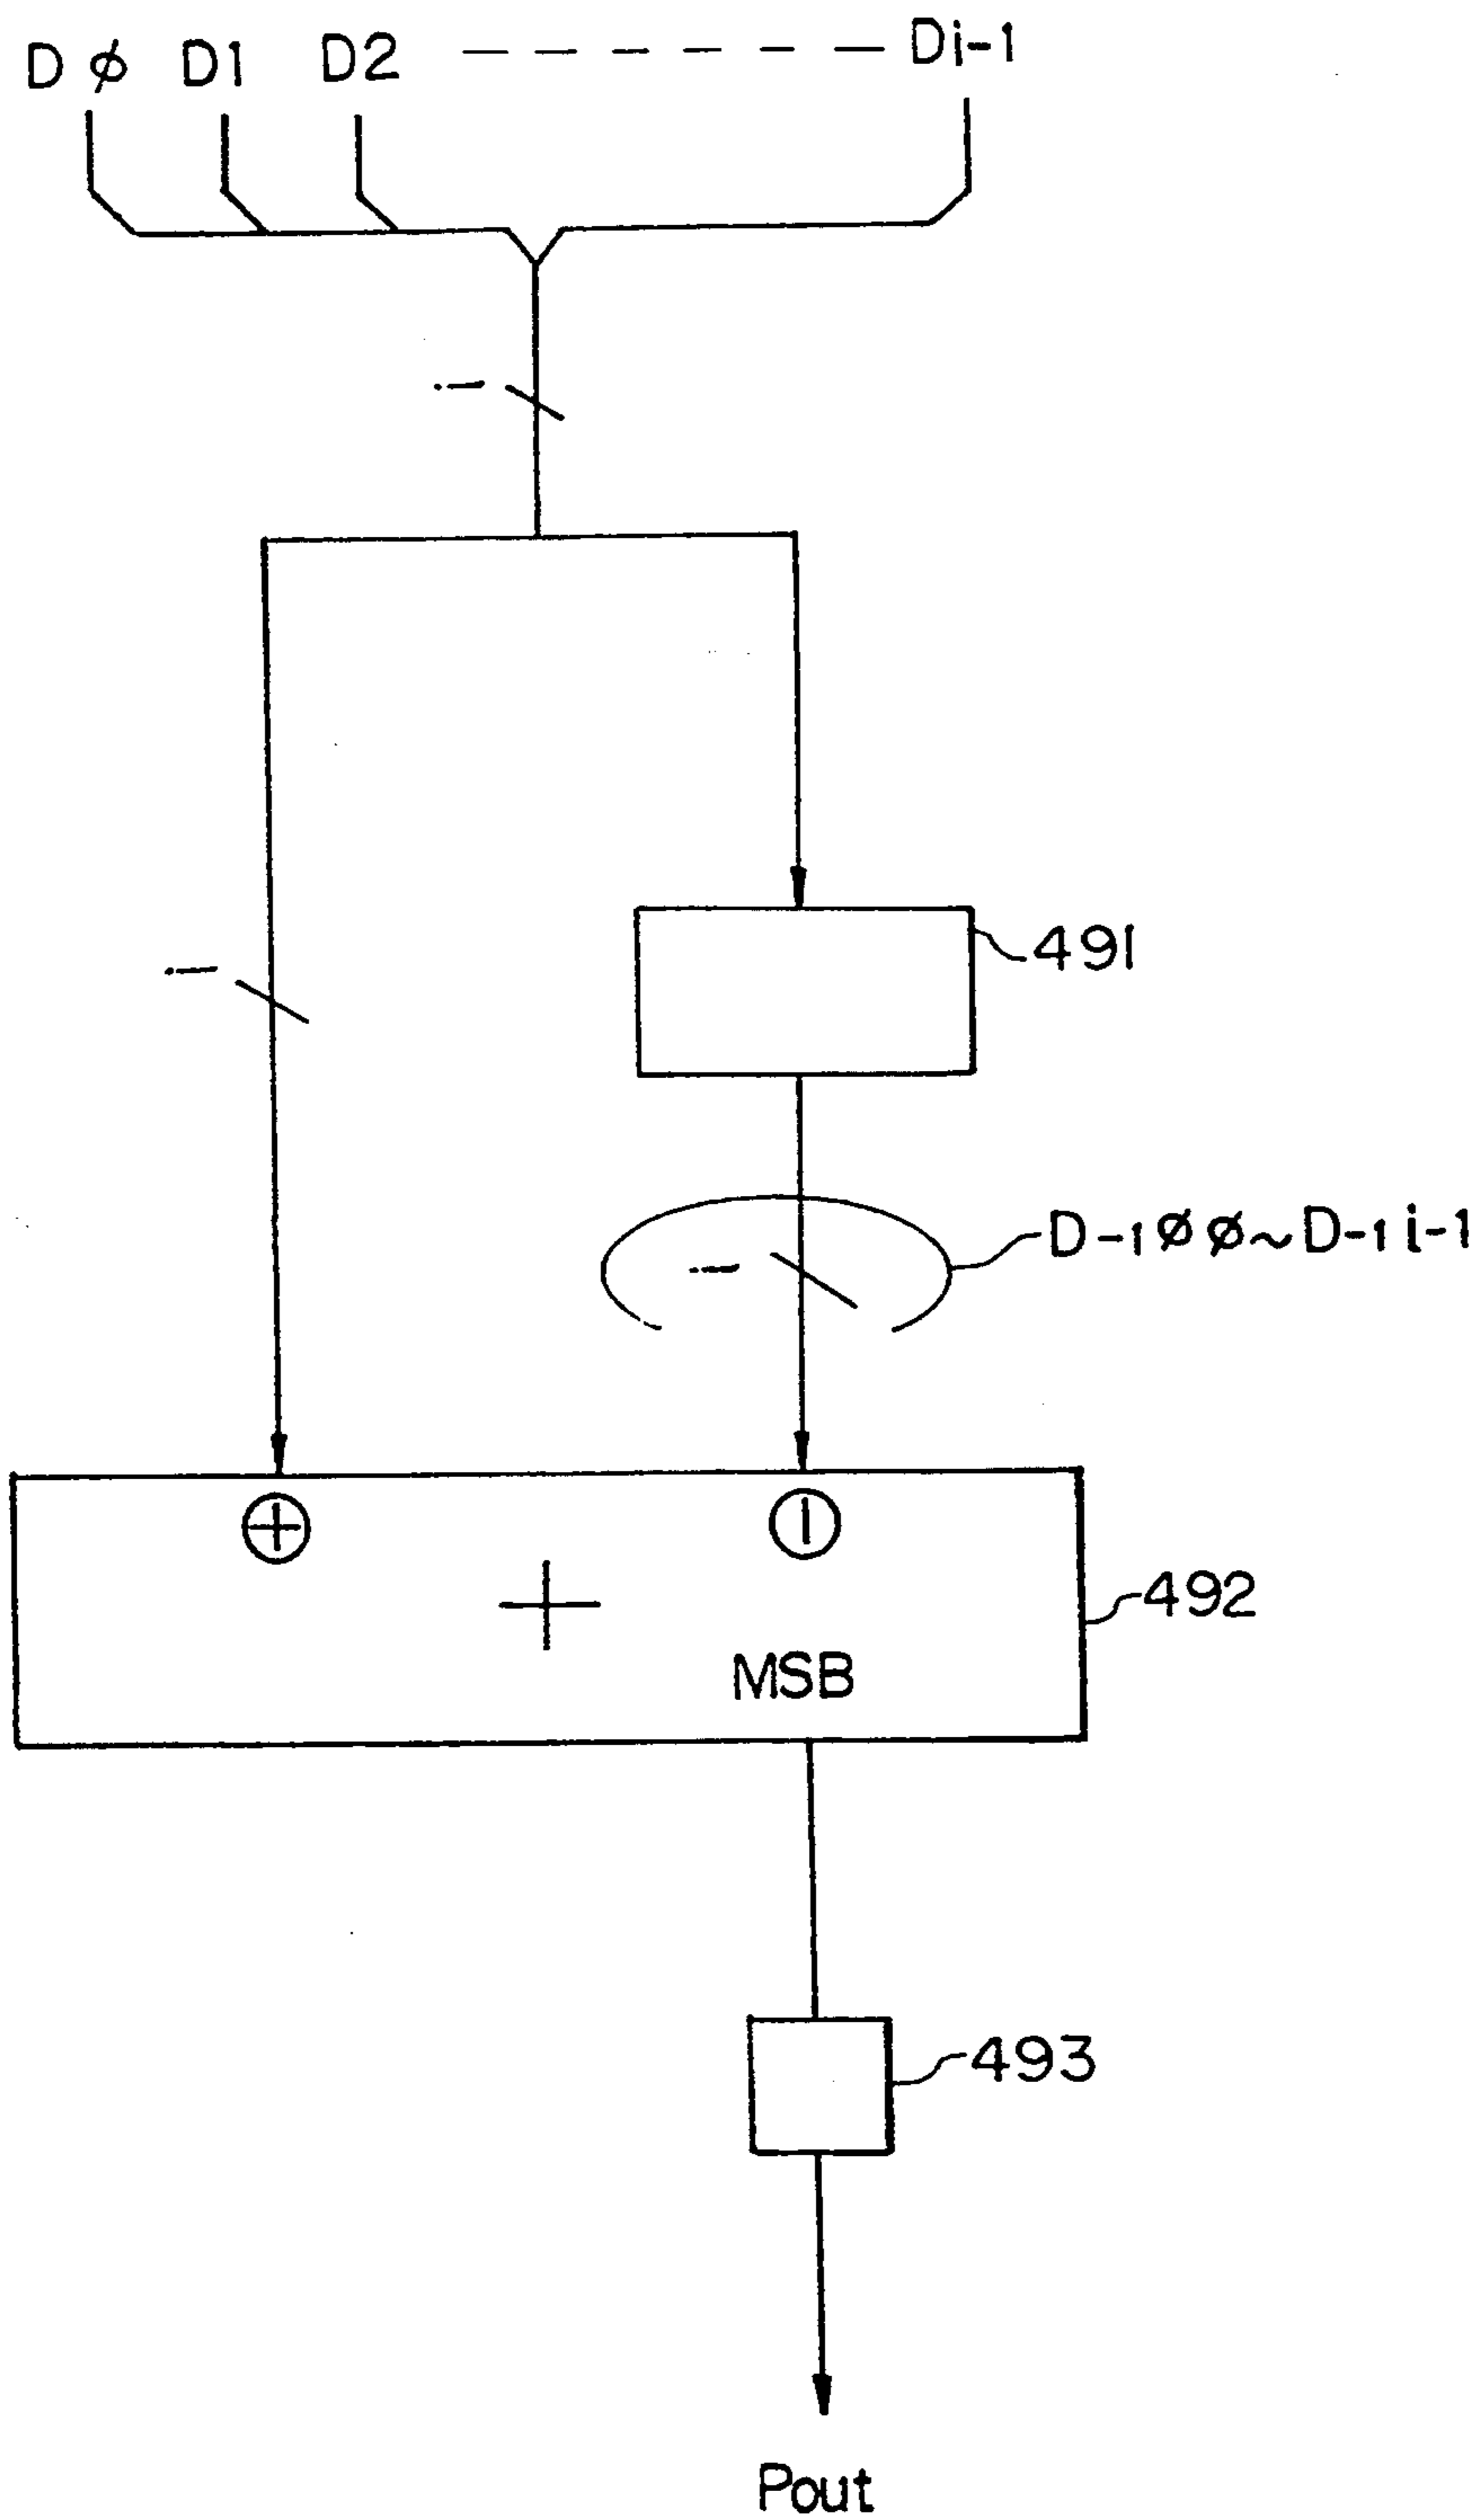 Dφ D1 D2 — — — — — — Di-1
i
491
i
D-1φφ~D-1i-1
i
⊕ ⊖
+
492
MSB
493
Pout